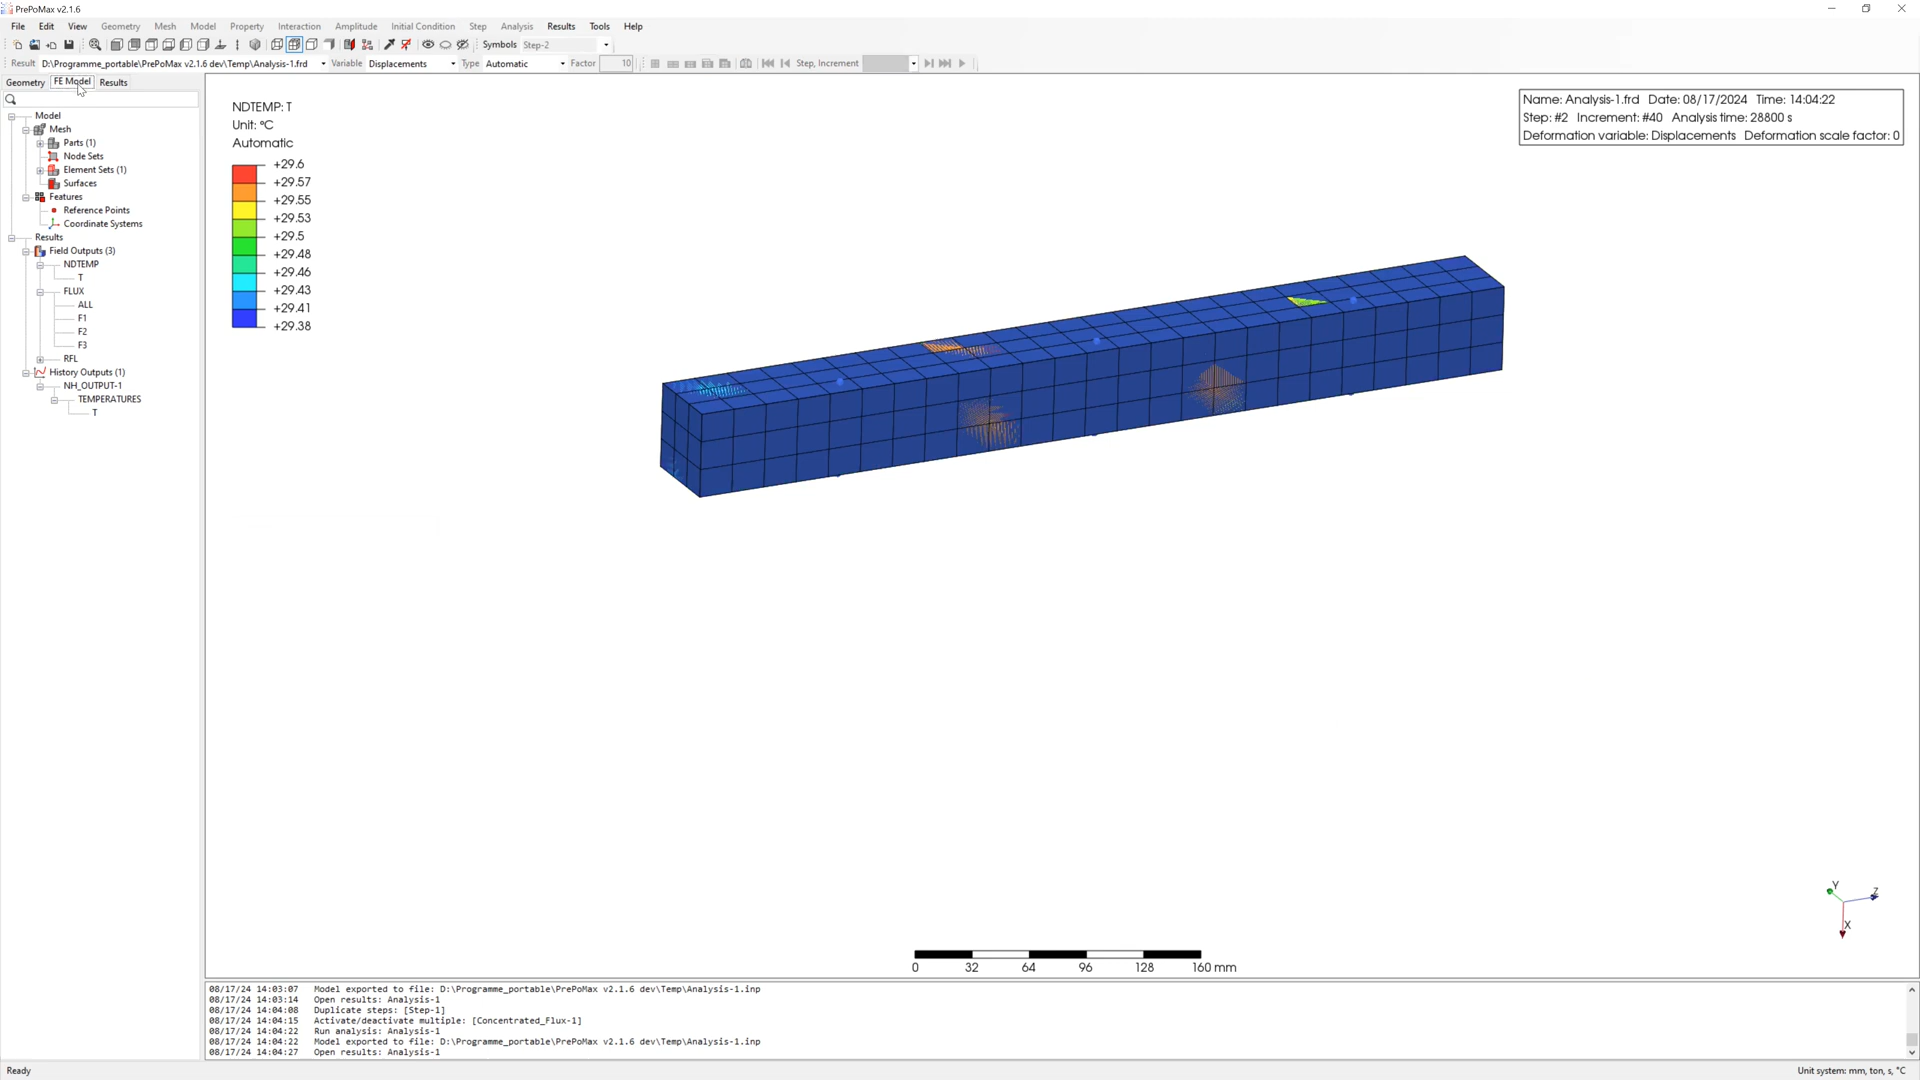 PrePoMax v2.1.6
File Edit View Geometry Mesh Model Property Interaction Amplitude Initial Condition Step Analysis Results Tools Help
Symbols Step-2
Result D:\Programme_portable\PrePoMax v2.1.6 dev\Temp\Analysis-1.frd Variable Displacements Type Automatic Factor 10 Step, Increment
Geometry FE Model Results
Model
Mesh
Parts (1)
Node Sets
Element Sets (1)
Surfaces
Features
Reference Points
Coordinate Systems
Results
Field Outputs (3)
NDTEMP
T
FLUX
ALL
F1
F2
F3
RFL
History Outputs (1)
NH_OUTPUT-1
TEMPERATURES
T
NDTEMP: T
Unit: °C
Automatic
+29.6
+29.57
+29.55
+29.53
+29.5
+29.48
+29.46
+29.43
+29.41
+29.38
Name: Analysis-1.frd Date: 08/17/2024 Time: 14:04:22
Step: #2 Increment: #40 Analysis time: 28800 s
Deformation variable: Displacements Deformation scale factor: 0
Y
Z
X
0 32 64 96 128 160 mm
08/17/24 14:03:07 Model exported to file: D:\Programme_portable\PrePoMax v2.1.6 dev\Temp\Analysis-1.inp
08/17/24 14:03:14 Open results: Analysis-1
08/17/24 14:04:08 Duplicate steps: [Step-1]
08/17/24 14:04:15 Activate/deactivate multiple: [Concentrated_Flux-1]
08/17/24 14:04:22 Run analysis: Analysis-1
08/17/24 14:04:22 Model exported to file: D:\Programme_portable\PrePoMax v2.1.6 dev\Temp\Analysis-1.inp
08/17/24 14:04:27 Open results: Analysis-1
Ready
Unit system: mm, ton, s, °C